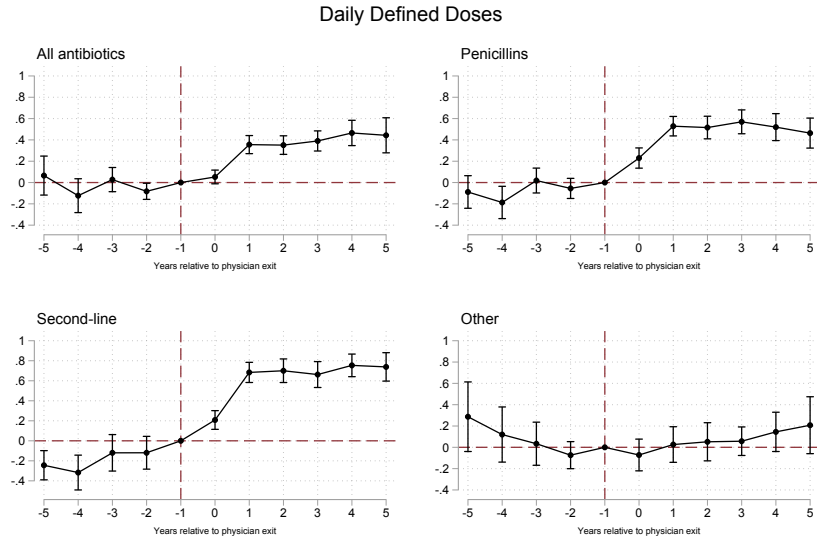 Daily Defined Doses
All antibiotics
1
.8
.6
.4
.2
0
-.2
-.4
-5 -4 -3 -2 -1 0 1 2 3 4 5
Years relative to physician exit
Penicillins
1
.8
.6
.4
.2
0
-.2
-.4
-5 -4 -3 -2 -1 0 1 2 3 4 5
Years relative to physician exit
Second-line
1
.8
.6
.4
.2
0
-.2
-.4
-5 -4 -3 -2 -1 0 1 2 3 4 5
Years relative to physician exit
Other
1
.8
.6
.4
.2
0
-.2
-.4
-5 -4 -3 -2 -1 0 1 2 3 4 5
Years relative to physician exit